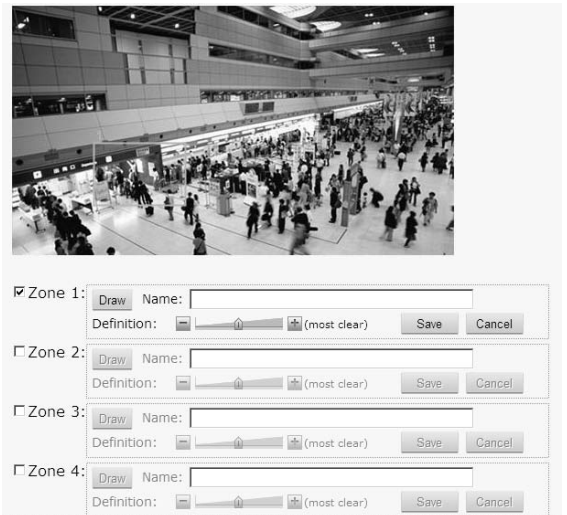 Zone 1:
Draw Name:
Definition: (most clear) Save Cancel
Zone 2:
Draw Name:
Definition: (most clear) Save Cancel
Zone 3:
Draw Name:
Definition: (most clear) Save Cancel
Zone 4:
Draw Name:
Definition: (most clear) Save Cancel